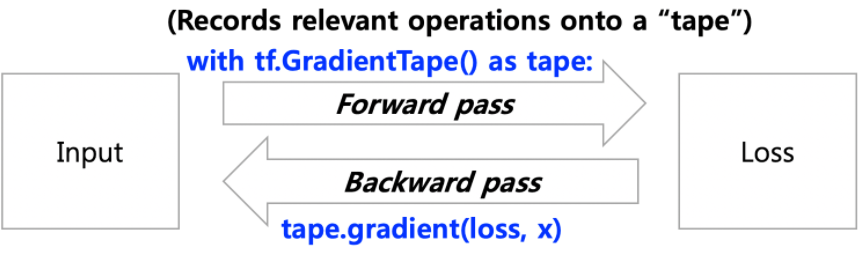 (Records relevant operations onto a “tape”)
with tf.GradientTape() as tape:
Forward pass
Input
Loss
Backward pass
tape.gradient(loss, x)